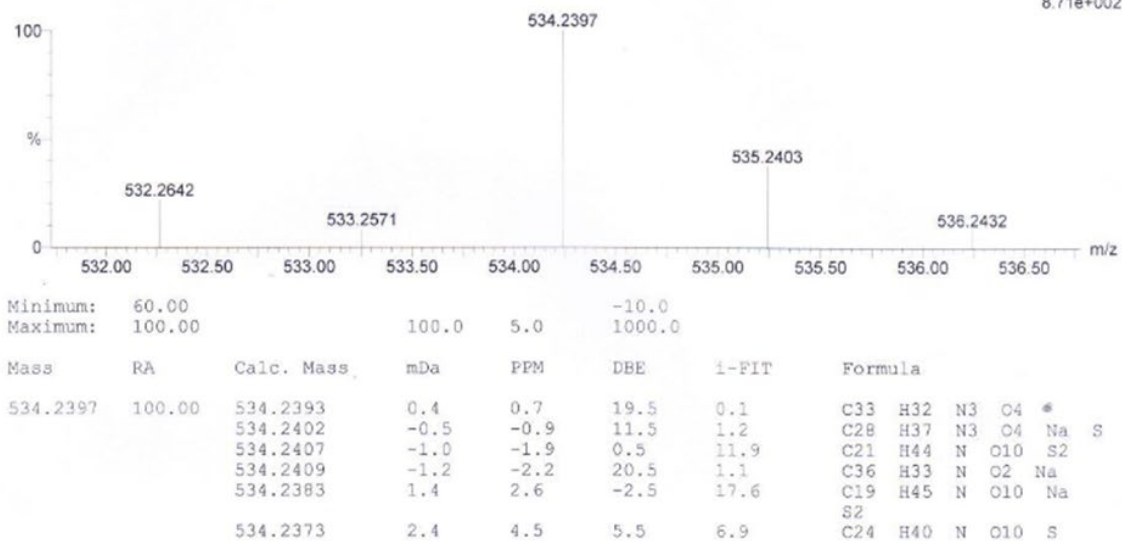 8.71e+002
100
534.2397
%
535.2403
532.2642
533.2571
536.2432
0
m/z
532.00 532.50 533.00 533.50 534.00 534.50 535.00 535.50 536.00 536.50
Minimum: 60.00 -10.0
Maximum: 100.00 100.0 5.0 1000.0
Mass RA Calc. Mass mDa PPM DBE i-FIT Formula
534.2397 100.00 534.2393 0.4 0.7 19.5 0.1 C33 H32 N3 O4
534.2402 -0.5 -0.9 11.5 1.2 C28 H37 N3 O4 Na S
534.2407 -1.0 -1.9 0.5 11.9 C21 H44 N O10 S2
534.2409 -1.2 -2.2 20.5 1.1 C36 H33 N O2 Na
534.2383 1.4 2.6 -2.5 17.6 C19 H45 N O10 Na
S2
534.2373 2.4 4.5 5.5 6.9 C24 H40 N O10 S